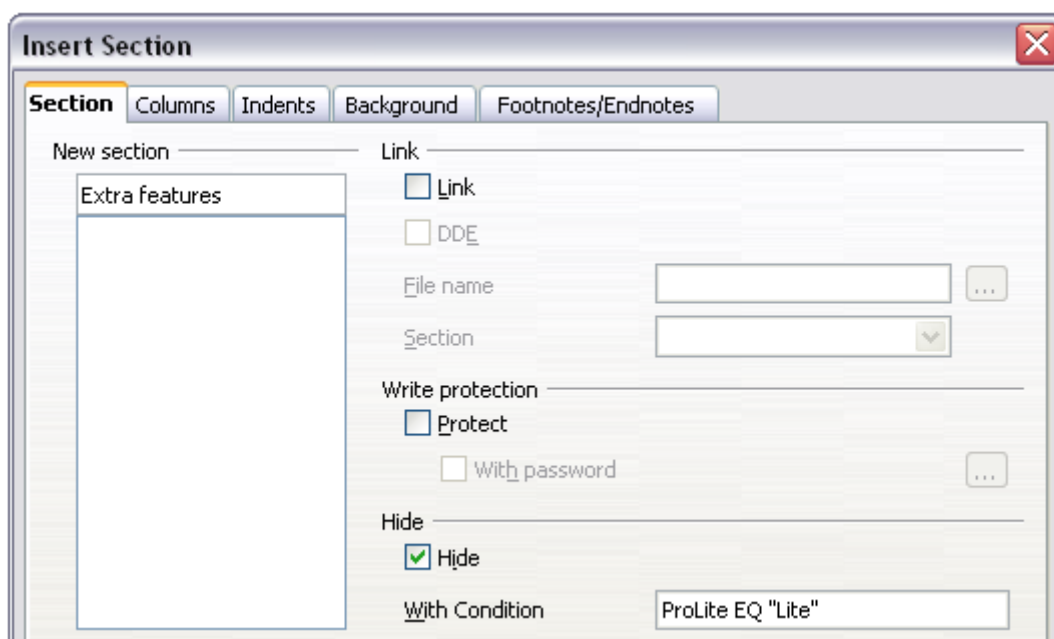 Insert Section
Section Columns Indents Background Footnotes/Endnotes
New section
Extra features
Link
Link
DDE
File name
...
Section
Write protection
Protect
With password
...
Hide
Hide
With Condition
ProLite EQ "Lite"